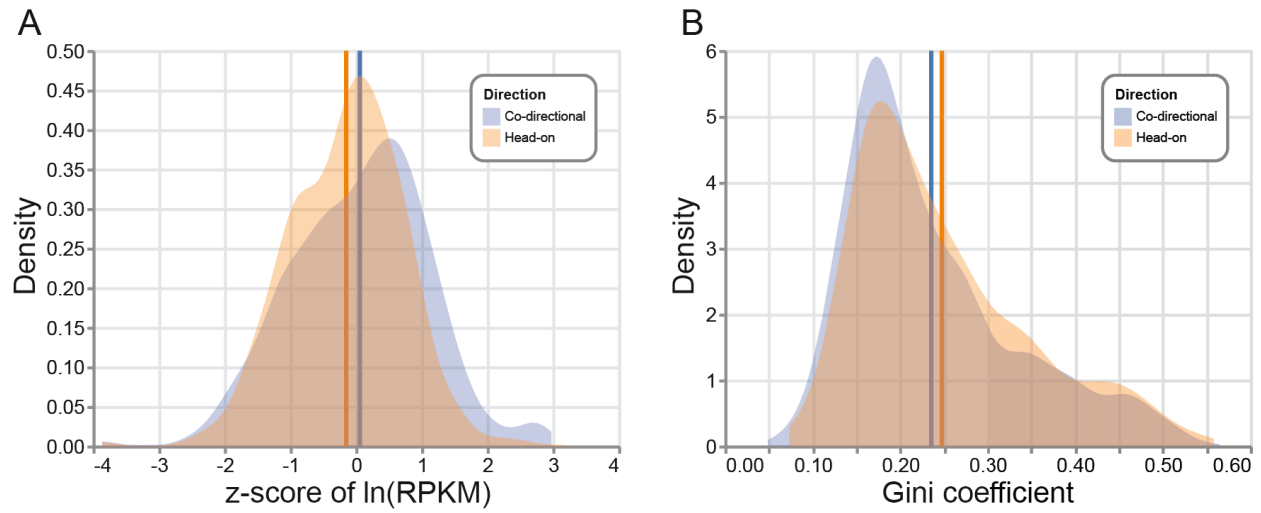 A
0.50
0.45
0.40
0.35
0.30
0.25
0.20
0.15
0.10
0.05
0.00
Density
-4 -3 -2 -1 0 1 2 3 4
z-score of ln(RPKM)
Direction
Co-directional
Head-on
B
6
5
4
3
2
1
0
Density
0.00 0.10 0.20 0.30 0.40 0.50 0.60
Gini coefficient
Direction
Co-directional
Head-on